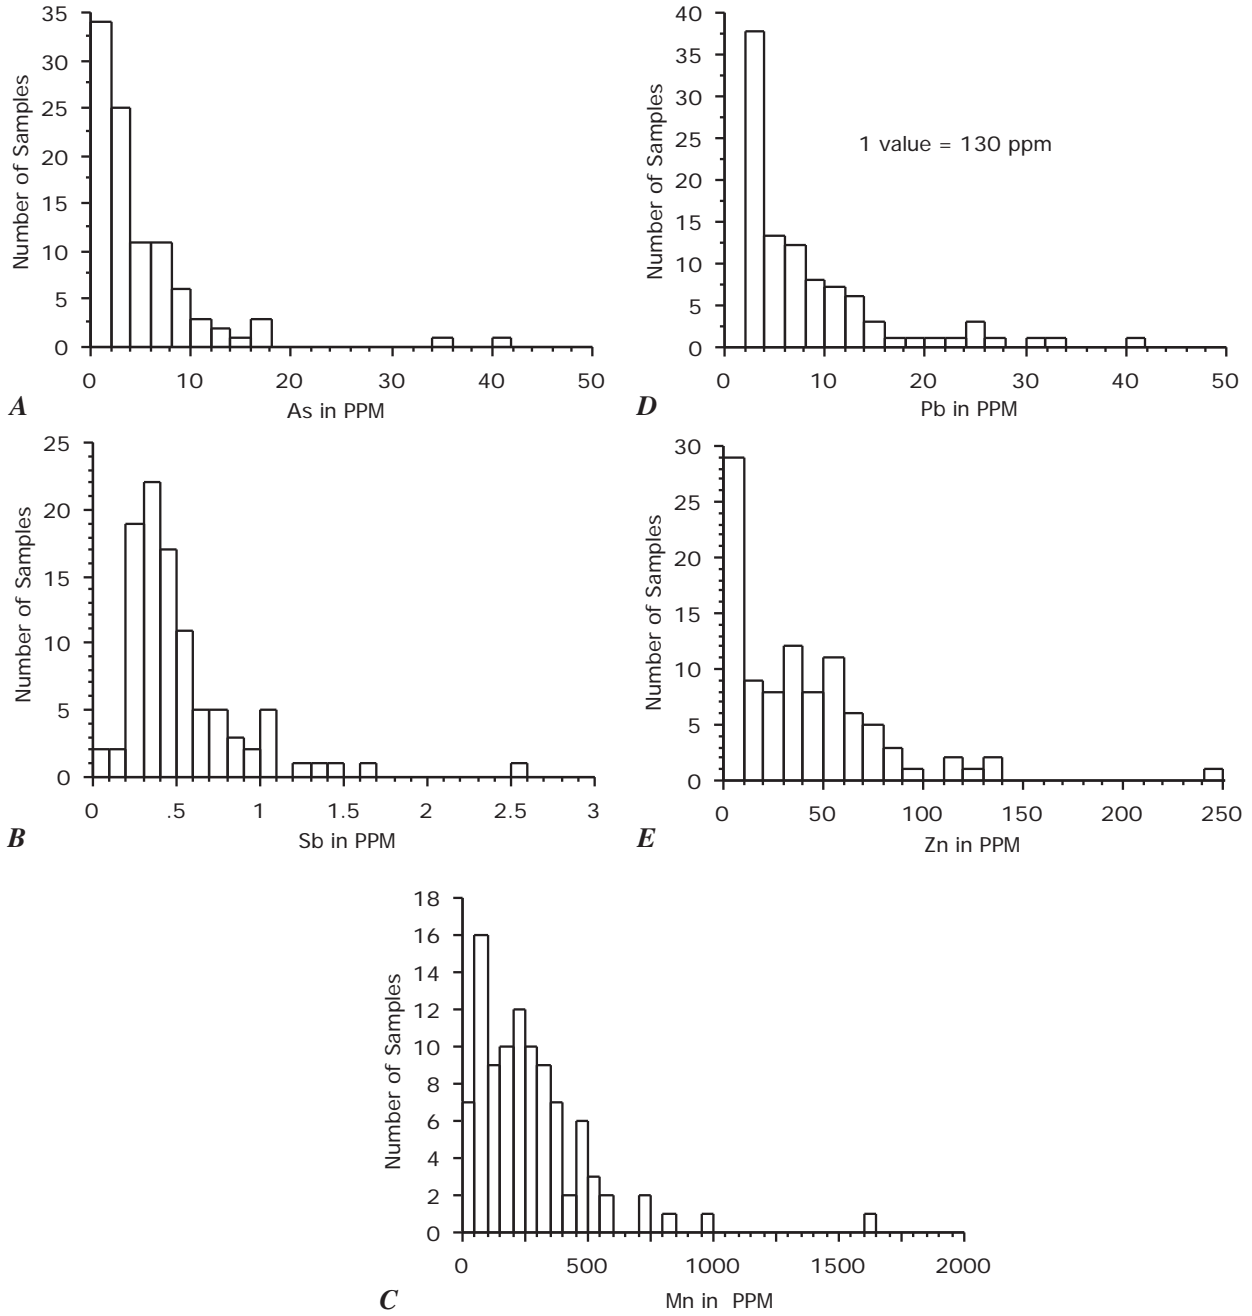 35
30
25
20
15
10
5
0
Number of Samples
0 10 20 30 40 50
As in PPM
A
40
35
30
25
20
15
10
5
0
Number of Samples
1 value = 130 ppm
0 10 20 30 40 50
Pb in PPM
D
25
20
15
10
5
0
Number of Samples
0 .5 1 1.5 2 2.5 3
Sb in PPM
B
30
25
20
15
10
5
0
Number of Samples
0 50 100 150 200 250
Zn in PPM
E
18
16
14
12
10
8
6
4
2
0
Number of Samples
0 500 1000 1500 2000
Mn in PPM
C